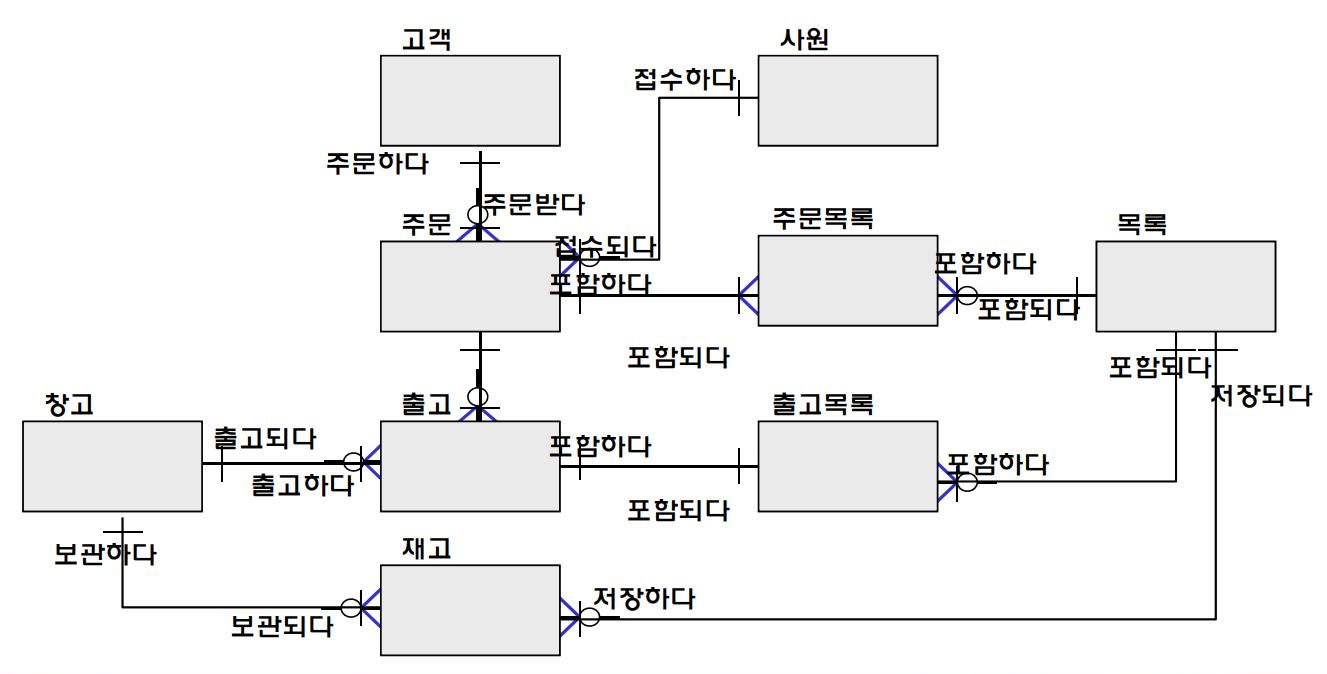 고객
사원
접수하다
주문하다
주문받다
주문
주문목록
목록
접수되다
포함하다
포함하다
포함되다
포함되다
포함되다
저장되다
창고
출고
출고목록
출고되다
포함하다
포함하다
출고하다
포함되다
보관하다
재고
저장하다
보관되다